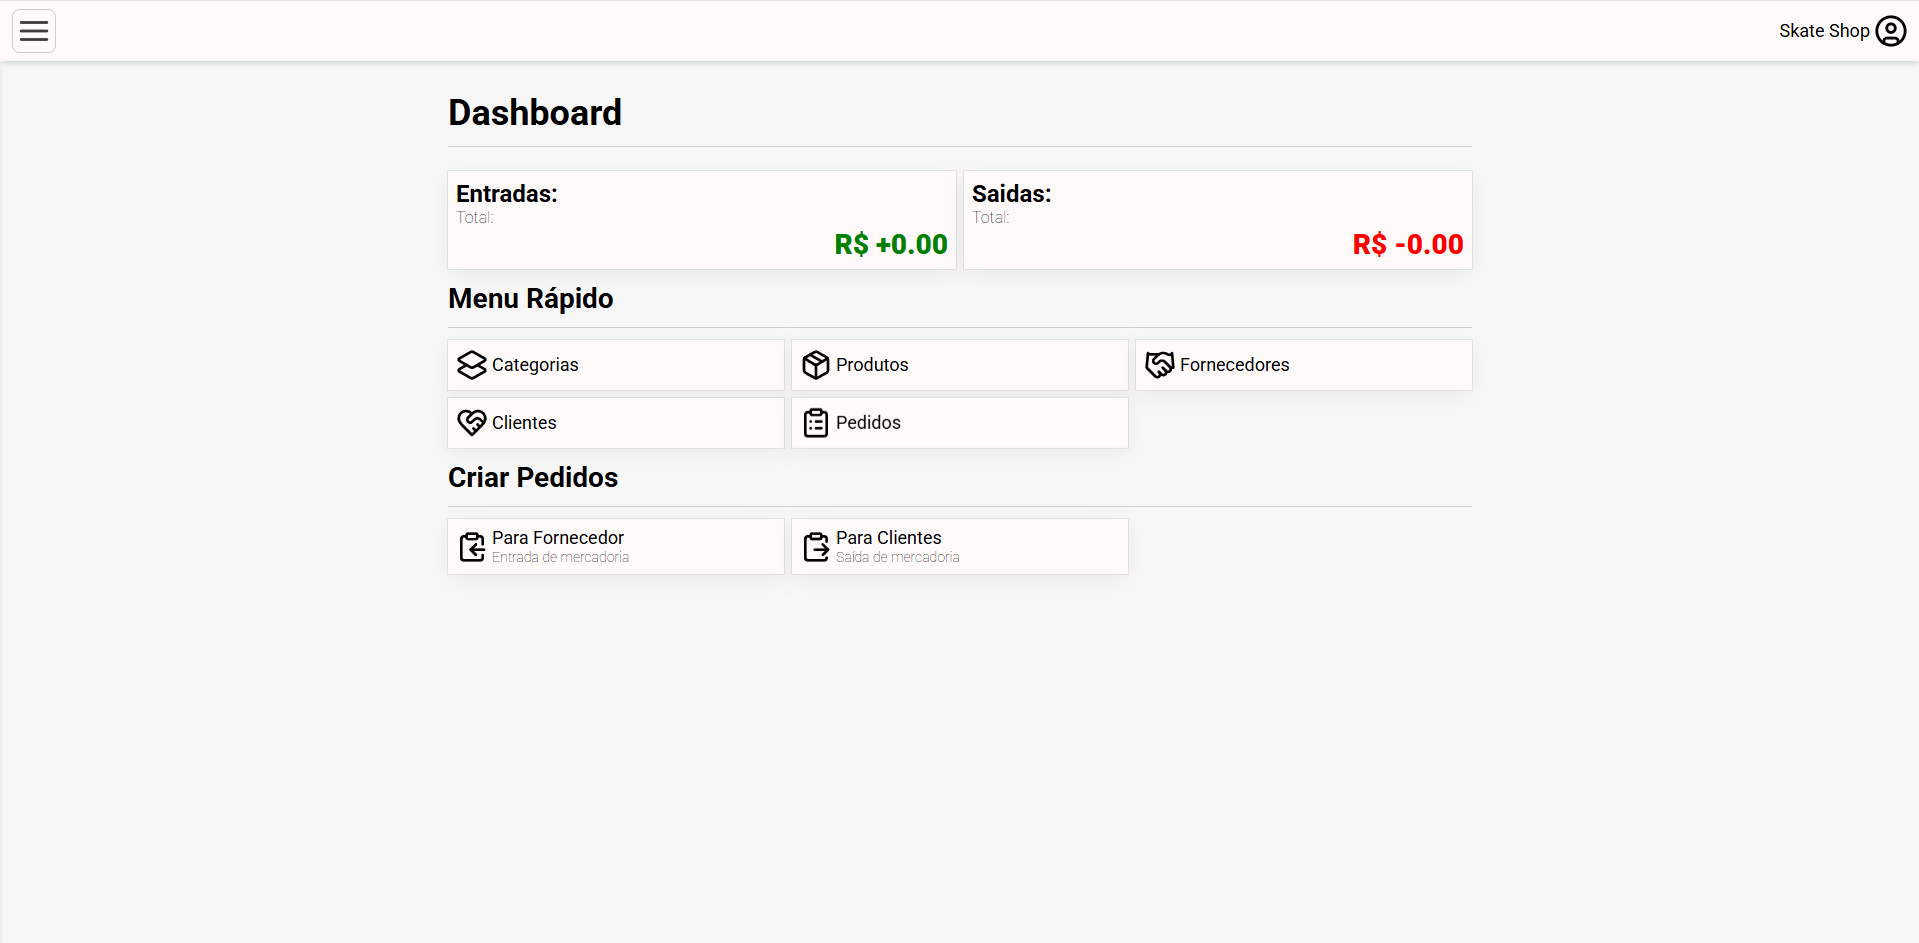 Skate Shop
Dashboard
Entradas:
Total:
R$ +0.00
Saidas:
Total:
R$ -0.00
Menu Rápido
Categorias
Produtos
Fornecedores
Clientes
Pedidos
Criar Pedidos
Para Fornecedor
Entrada de mercadoria
Para Clientes
Saída de mercadoria